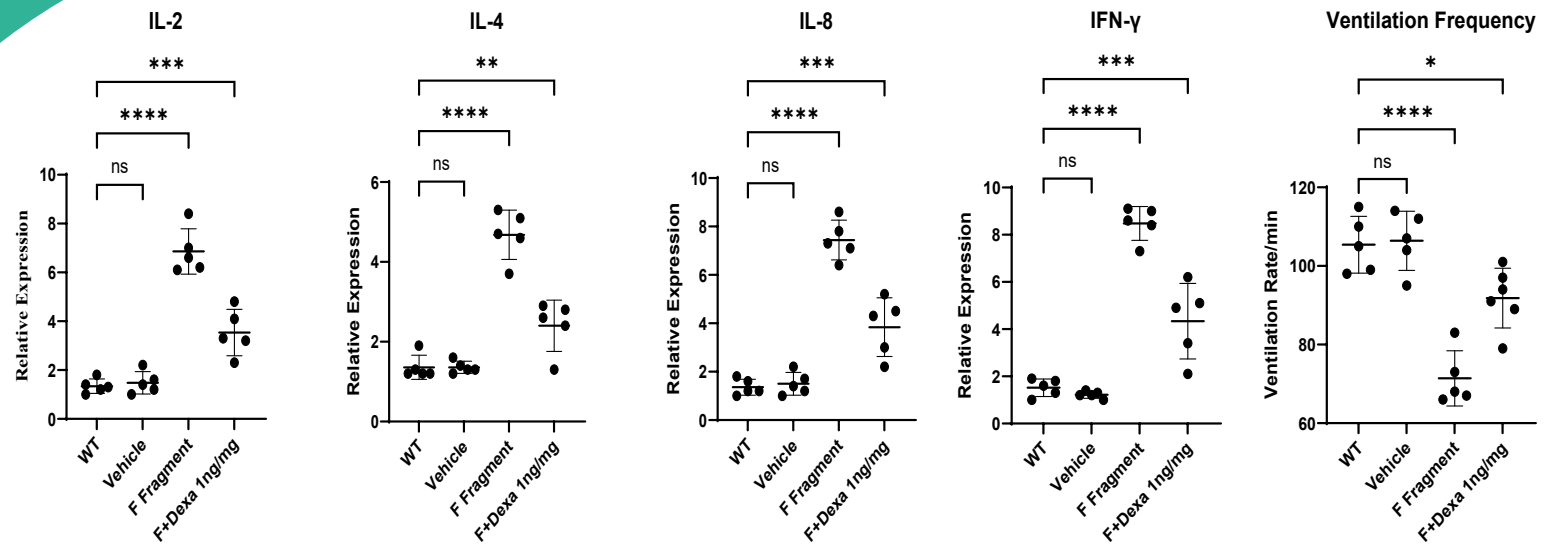 IL-2
***
****
ns
Relative Expression
10
8
6
4
2
0
WT
Vehicle
F Fragment
F+Dexa 1ng/mg
IL-4
**
****
ns
Relative Expression
6
4
2
0
WT
Vehicle
F Fragment
F+Dexa 1ng/mg
IL-8
***
****
ns
Relative Expression
10
8
6
4
2
0
WT
Vehicle
F Fragment
F+Dexa 1ng/mg
IFN-γ
***
****
ns
Relative Expression
10
8
6
4
2
0
WT
Vehicle
F Fragment
F+Dexa 1ng/mg
Ventilation Frequency
*
****
ns
Ventilation Rate/min
120
100
80
60
WT
Vehicle
F Fragment
F+Dexa 1ng/mg